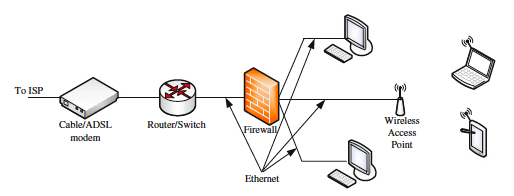 To ISP
Cable/ADSL
modem
Router/Switch
Firewall
Wireless
Access
Point
Ethernet